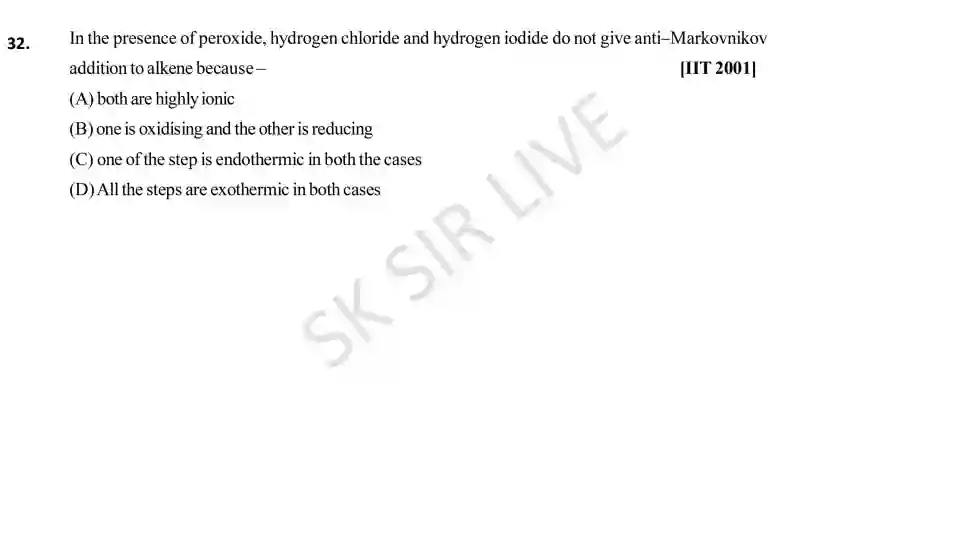 32. In the presence of peroxide, hydrogen chloride and hydrogen iodide do not give anti–Markovnikov
addition to alkene because – [IIT 2001]
(A) both are highly ionic
(B) one is oxidising and the other is reducing
(C) one of the step is endothermic in both the cases
(D) All the steps are exothermic in both cases
SK SIR LIVE